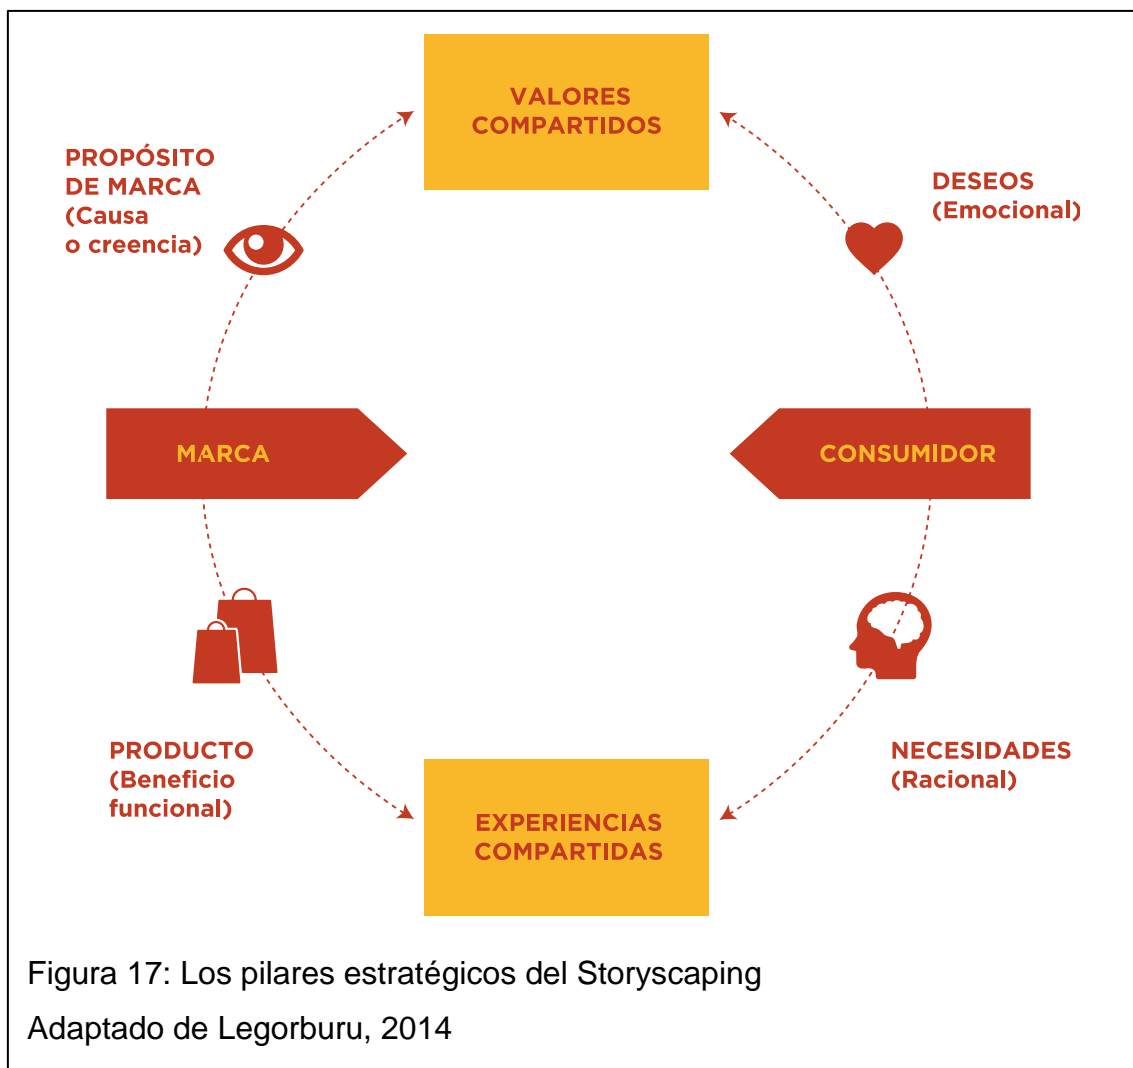 VALORES
COMPARTIDOS
PROPÓSITO
DE MARCA
(Causa
o creencia)
DESEOS
(Emocional)
MARCA
CONSUMIDOR
PRODUCTO
(Beneficio
funcional)
NECESIDADES
(Racional)
EXPERIENCIAS
COMPARTIDAS
Figura 17: Los pilares estratégicos del Storyscaping
Adaptado de Legorburu, 2014